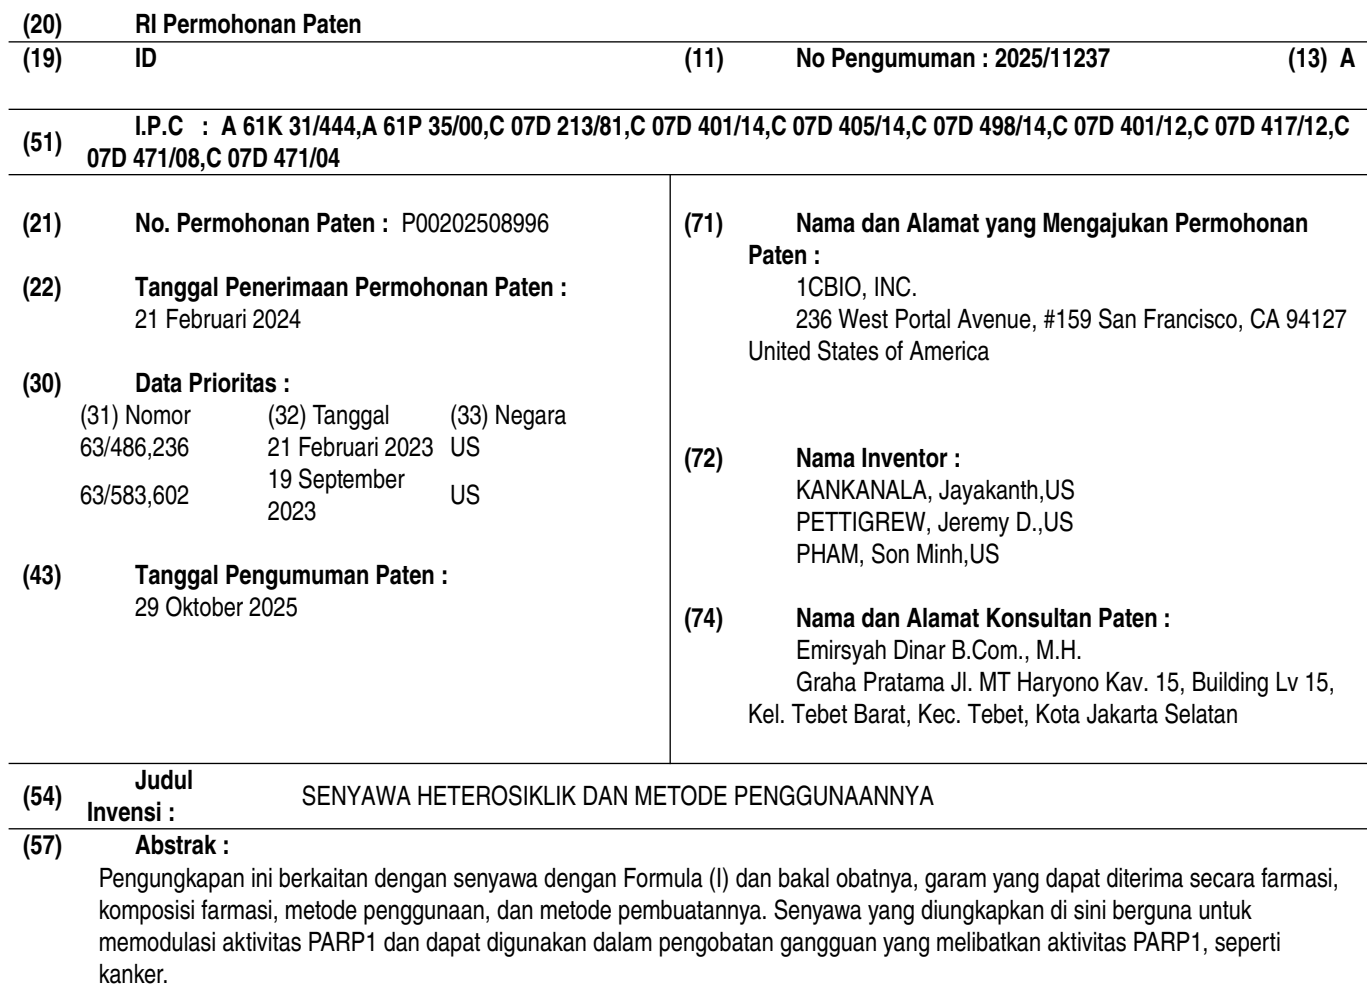 (20) RI Permohonan Paten
(19) ID (11) No Pengumuman : 2025/11237 (13) A
(51) I.P.C : A 61K 31/444,A 61P 35/00,C 07D 213/81,C 07D 401/14,C 07D 405/14,C 07D 498/14,C 07D 401/12,C 07D 417/12,C
07D 471/08,C 07D 471/04
(21) No. Permohonan Paten : P00202508996
(22) Tanggal Penerimaan Permohonan Paten :
21 Februari 2024
(30) Data Prioritas :
(31) Nomor (32) Tanggal (33) Negara
63/486,236 21 Februari 2023 US
63/583,602 19 September
2023 US
(43) Tanggal Pengumuman Paten :
29 Oktober 2025
(71) Nama dan Alamat yang Mengajukan Permohonan
Paten :
1CBIO, INC.
236 West Portal Avenue, #159 San Francisco, CA 94127
United States of America
(72) Nama Inventor :
KANKANALA, Jayakanth,US
PETTIGREW, Jeremy D.,US
PHAM, Son Minh,US
(74) Nama dan Alamat Konsultan Paten :
Emirsyah Dinar B.Com., M.H.
Graha Pratama Jl. MT Haryono Kav. 15, Building Lv 15,
Kel. Tebet Barat, Kec. Tebet, Kota Jakarta Selatan
(54) Judul
Invensi : SENYAWA HETEROSIKLIK DAN METODE PENGGUNAANNYA
(57) Abstrak :
Pengungkapan ini berkaitan dengan senyawa dengan Formula (I) dan bakal obatnya, garam yang dapat diterima secara farmasi,
komposisi farmasi, metode penggunaan, dan metode pembuatannya. Senyawa yang diungkapkan di sini berguna untuk
memodulasi aktivitas PARP1 dan dapat digunakan dalam pengobatan gangguan yang melibatkan aktivitas PARP1, seperti
kanker.